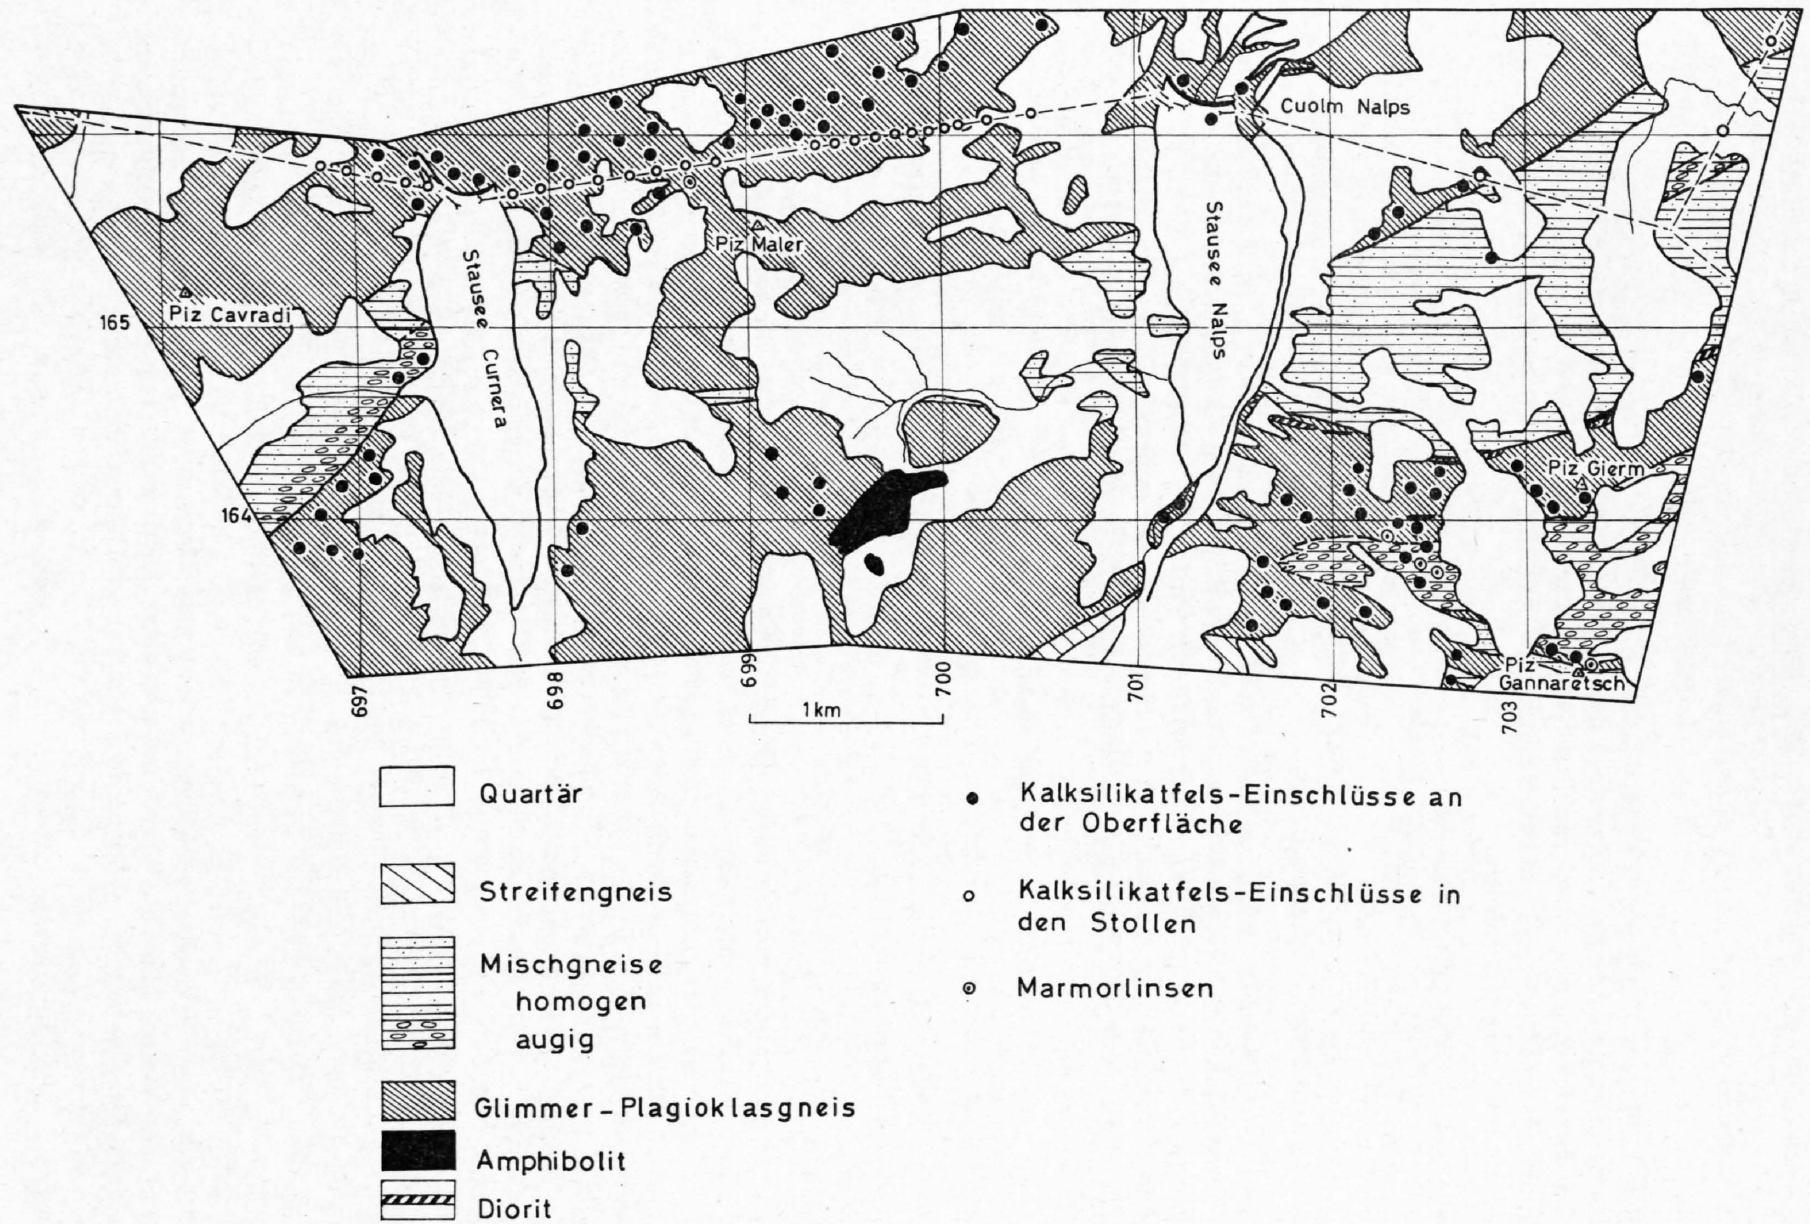 Cuolm Nalps
Piz Maler
Stausee Nalps
Stausee Curnera
Piz Cavradi
165
Piz Gierm
164
Piz
Gannaretsch
697
698
699
700
701
702
703
1km
Quartär
Streifengneis
Mischgneise
homogen
augig
Glimmer-Plagioklasgneis
Amphibolit
Diorit
Kalksilikatfels-Einschlüsse an
der Oberfläche
Kalksilikatfels-Einschlüsse in
den Stollen
Marmorlinsen